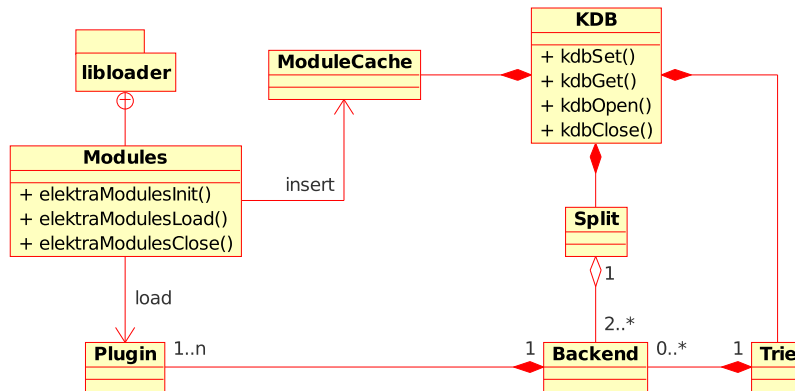 KDB
+ kdbSet()
+ kdbGet()
+ kdbOpen()
+ kdbClose()
libloader
ModuleCache
Modules
+ elektraModulesInit()
+ elektraModulesLoad()
+ elektraModulesClose()
insert
Split
1
load
2..*
Plugin
1..n
1
Backend
0..*
1
Trie